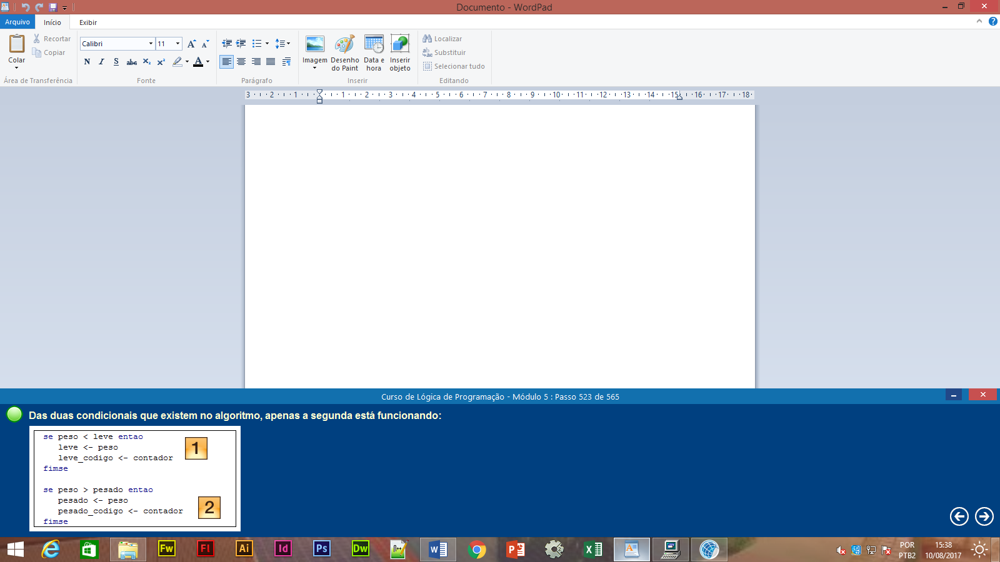 Documento - WordPad
Arquivo Início Exibir
Colar
Recortar
Copiar
Área de Transferência
Calibri 11
N I S abc X₂ X²
A
Fonte
Parágrafo
Imagem
Desenho do Paint
Data e hora
Inserir objeto
Inserir
Localizar
Substituir
Selecionar tudo
Editando
3 2 1 1 2 3 4 5 6 7 8 9 10 11 12 13 14 15 16 17 18
Curso de Lógica de Programação - Módulo 5 : Passo 523 de 565
Das duas condicionais que existem no algoritmo, apenas a segunda está funcionando:
se peso < leve entao
leve <- peso
leve_codigo <- contador
fimse
1
se peso > pesado entao
pesado <- peso
pesado_codigo <- contador
fimse
2
Fw Fl Ai Id Ps Dw
POR
PTB2
15:38
10/08/2017